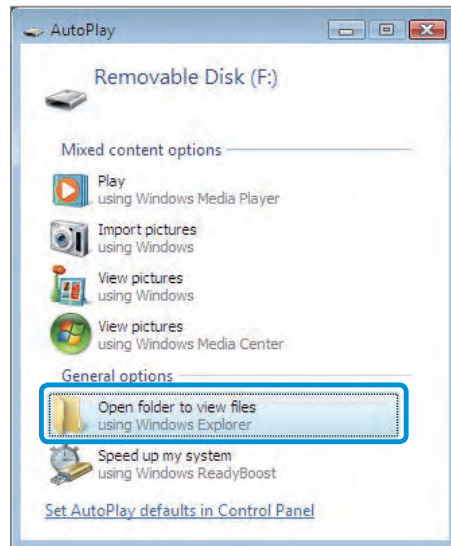 AutoPlay
Removable Disk (F:)
Mixed content options
Play
using Windows Media Player
Import pictures
using Windows
View pictures
using Windows
View pictures
using Windows Media Center
General options
Open folder to view files
using Windows Explorer
Speed up my system
using Windows ReadyBoost
Set AutoPlay defaults in Control Panel